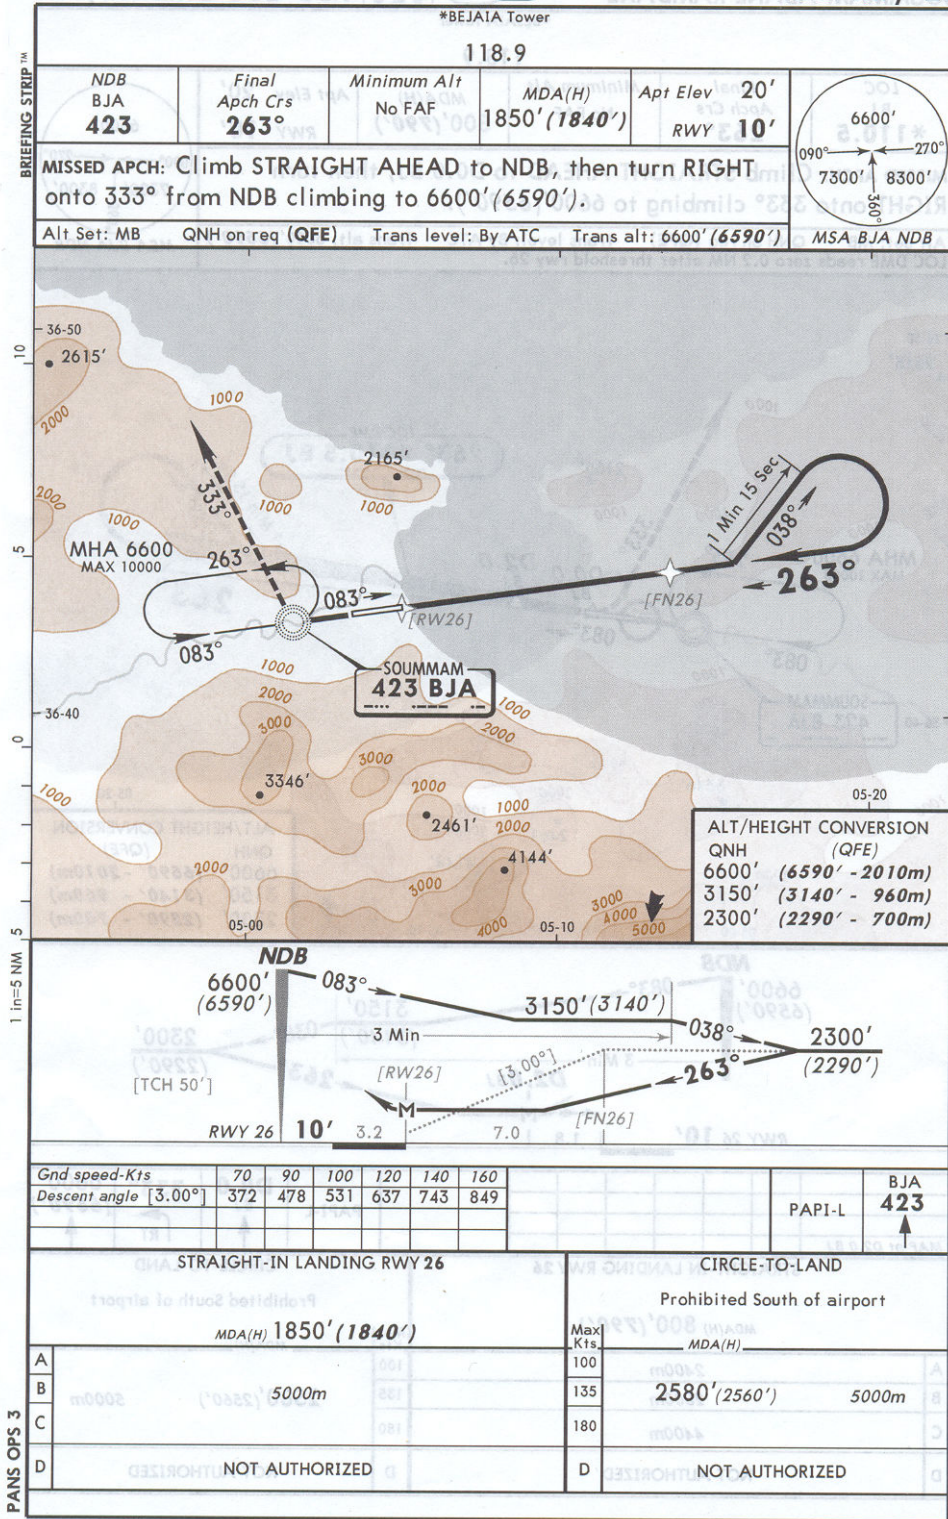 *BEJAIA Tower
118.9
BRIEFING STRIP TM
NDB
BJA
423
Final
Apch Crs
263°
Minimum Alt
No FAF
MDA(H)
1850' (1840')
Apt Elev 20'
RWY 10'
6600'
090°
270°
7300'
8300'
360°
MSA BJA NDB
MISSED APCH: Climb STRAIGHT AHEAD to NDB, then turn RIGHT
onto 333° from NDB climbing to 6600' (6590').
Alt Set: MB QNH on req (QFE) Trans level: By ATC Trans alt: 6600' (6590')
36-50
2615'
10
2000
1000
2165'
1000
333°
1 Min 15 Sec
038°
2000
1000
5
MHA 6600
MAX 10000
263°
083°
263°
[FN26]
[RW26]
083°
SOUMMAM
423 BJA
1000
2000
1000
36-40
3000
2000
0
3000
3346'
2000
1000
1000
05-20
2461'
2000
2000
4144'
3000
3000
4000
4000
5000
5
05-00
05-10
ALT/HEIGHT CONVERSION
QNH (QFE)
6600' (6590' - 2010m)
3150' (3140' - 960m)
2300' (2290' - 700m)
1 in=5 NM
NDB
6600'
(6590')
083°
3150' (3140')
3 Min
038°
2300'
(2290')
[TCH 50']
[RW26]
[3.00°]
263°
M
[FN26]
RWY 26 10'
3.2
7.0
Gnd speed-Kts 70 90 100 120 140 160
Descent angle [3.00°] 372 478 531 637 743 849
PAPI-L
BJA
423
STRAIGHT-IN LANDING RWY 26
CIRCLE-TO-LAND
Prohibited South of airport
MDA(H) 1850' (1840')
Max
Kts
MDA(H)
A
B
C
D
5000m
NOT AUTHORIZED
100
135
180
D
2580' (2560') 5000m
NOT AUTHORIZED
PANS OPS 3